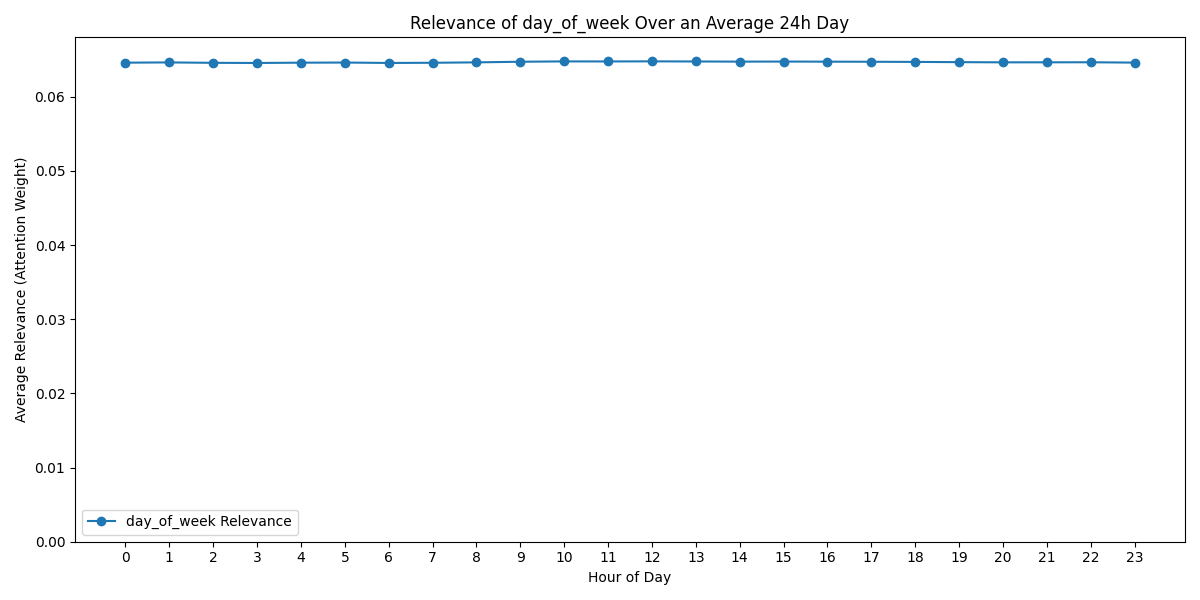 Relevance of day_of_week Over an Average 24h Day
Average Relevance (Attention Weight)
0.06
0.05
0.04
0.03
0.02
0.01
0.00
day_of_week Relevance
0 1 2 3 4 5 6 7 8 9 10 11 12 13 14 15 16 17 18 19 20 21 22 23
Hour of Day